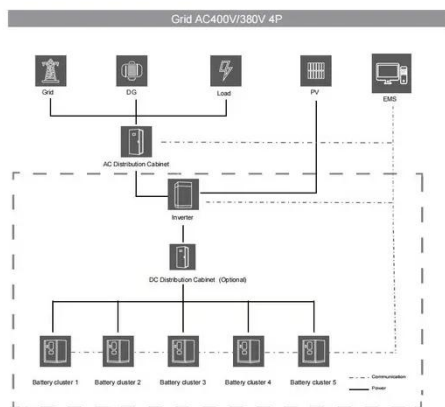 Grid AC400V/380V 4P
Grid DG Load PV EMS
AC Distribution Cabinet
Inverter
DC Distribution Cabinet (Optional)
Battery cluster 1 Battery cluster 2 Battery cluster 3 Battery cluster 4 Battery cluster 5
Communication
Power